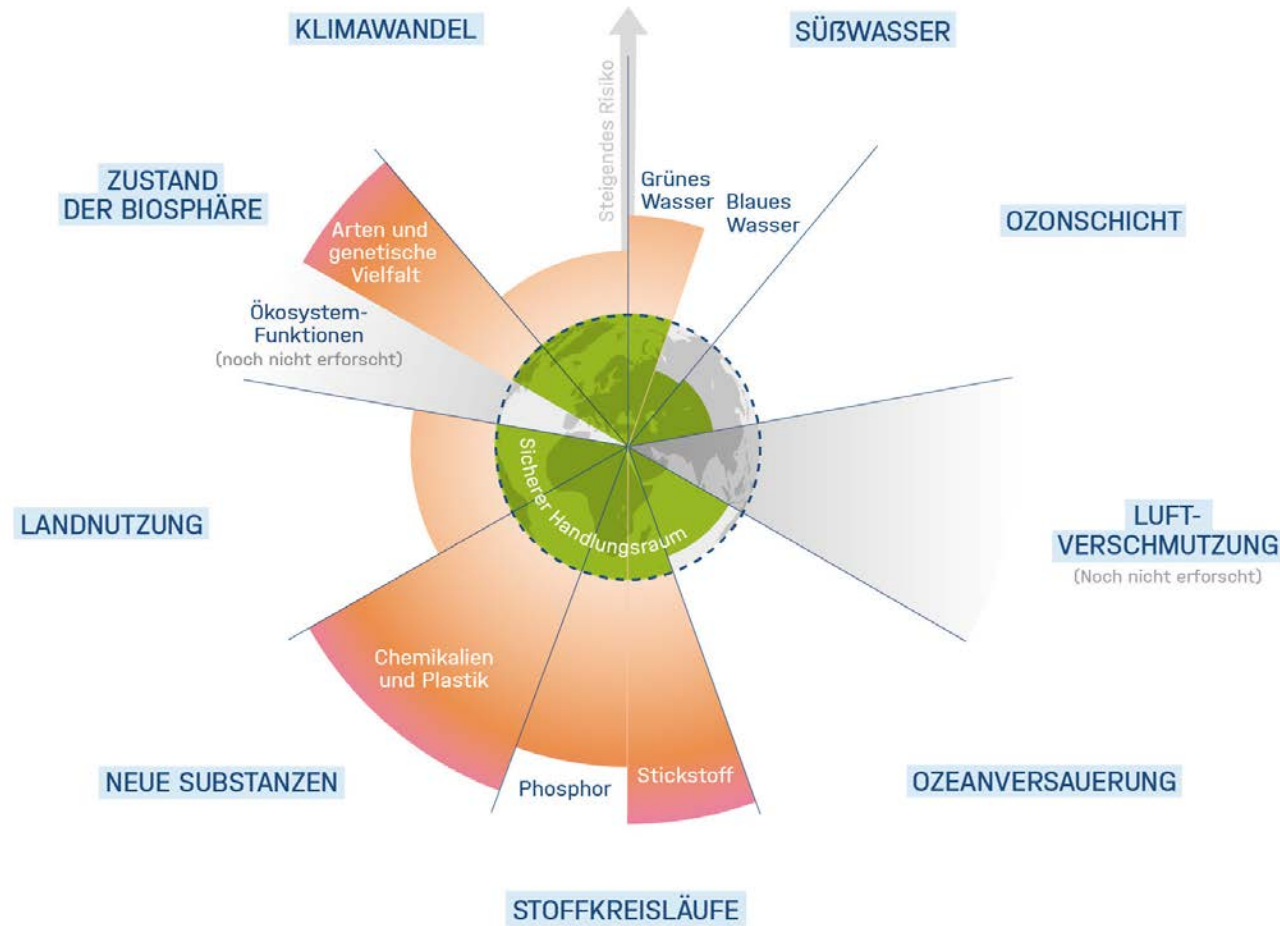 KLIMAWANDEL
SÜẞWASSER
Steigendes Risiko
Grünes
Wasser
Blaues
Wasser
ZUSTAND
DER BIOSPHÄRE
OZONSCHICHT
Arten und
genetische
Vielfalt
Ökosystem-
Funktionen
(noch nicht erforscht)
Sicherer Handlungsraum
LANDNUTZUNG
LUFT-
VERSCHMUTZUNG
(Noch nicht erforscht)
Chemikalien
und Plastik
NEUE SUBSTANZEN
Phosphor
Stickstoff
OZEANVERSAUERUNG
STOFFKREISLÄUFE